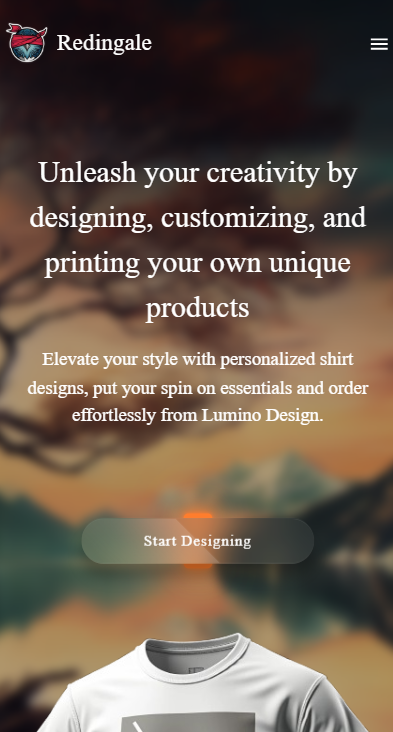 Redingale
Unleash your creativity by
designing, customizing, and
printing your own unique
products
Elevate your style with personalized shirt
designs, put your spin on essentials and order
effortlessly from Lumino Design.
Start Designing